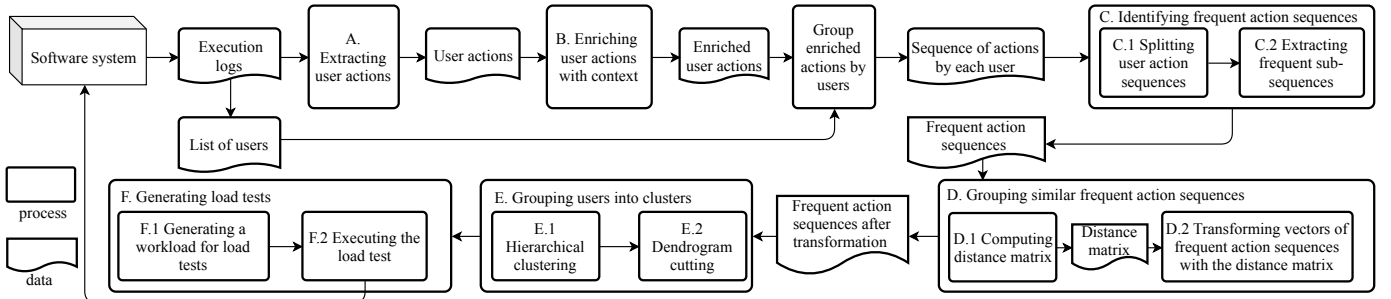 Software system
Execution
logs
A.
Extracting
user actions
User actions
B. Enriching
user actions
with context
Enriched
user actions
Group
enriched
actions by
users
Sequence of actions
by each user
C. Identifying frequent action sequences
C.1 Splitting
user action
sequences
C.2 Extracting
frequent sub-
sequences
List of users
Frequent action
sequences
process
data
F. Generating load tests
F.1 Generating a
workload for load
tests
F.2 Executing the
load test
E. Grouping users into clusters
E.1
Hierarchical
clustering
E.2
Dendrogram
cutting
Frequent action
sequences after
transformation
D. Grouping similar frequent action sequences
D.1 Computing
distance matrix
Distance
matrix
D.2 Transforming vectors of
frequent action sequences
with the distance matrix